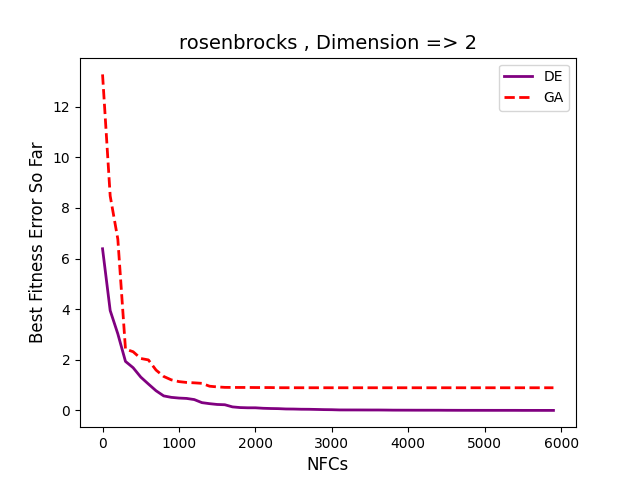 rosenbrocks , Dimension => 2
DE
GA
Best Fitness Error So Far
12
10
8
6
4
2
0
0 1000 2000 3000 4000 5000 6000
NFCs